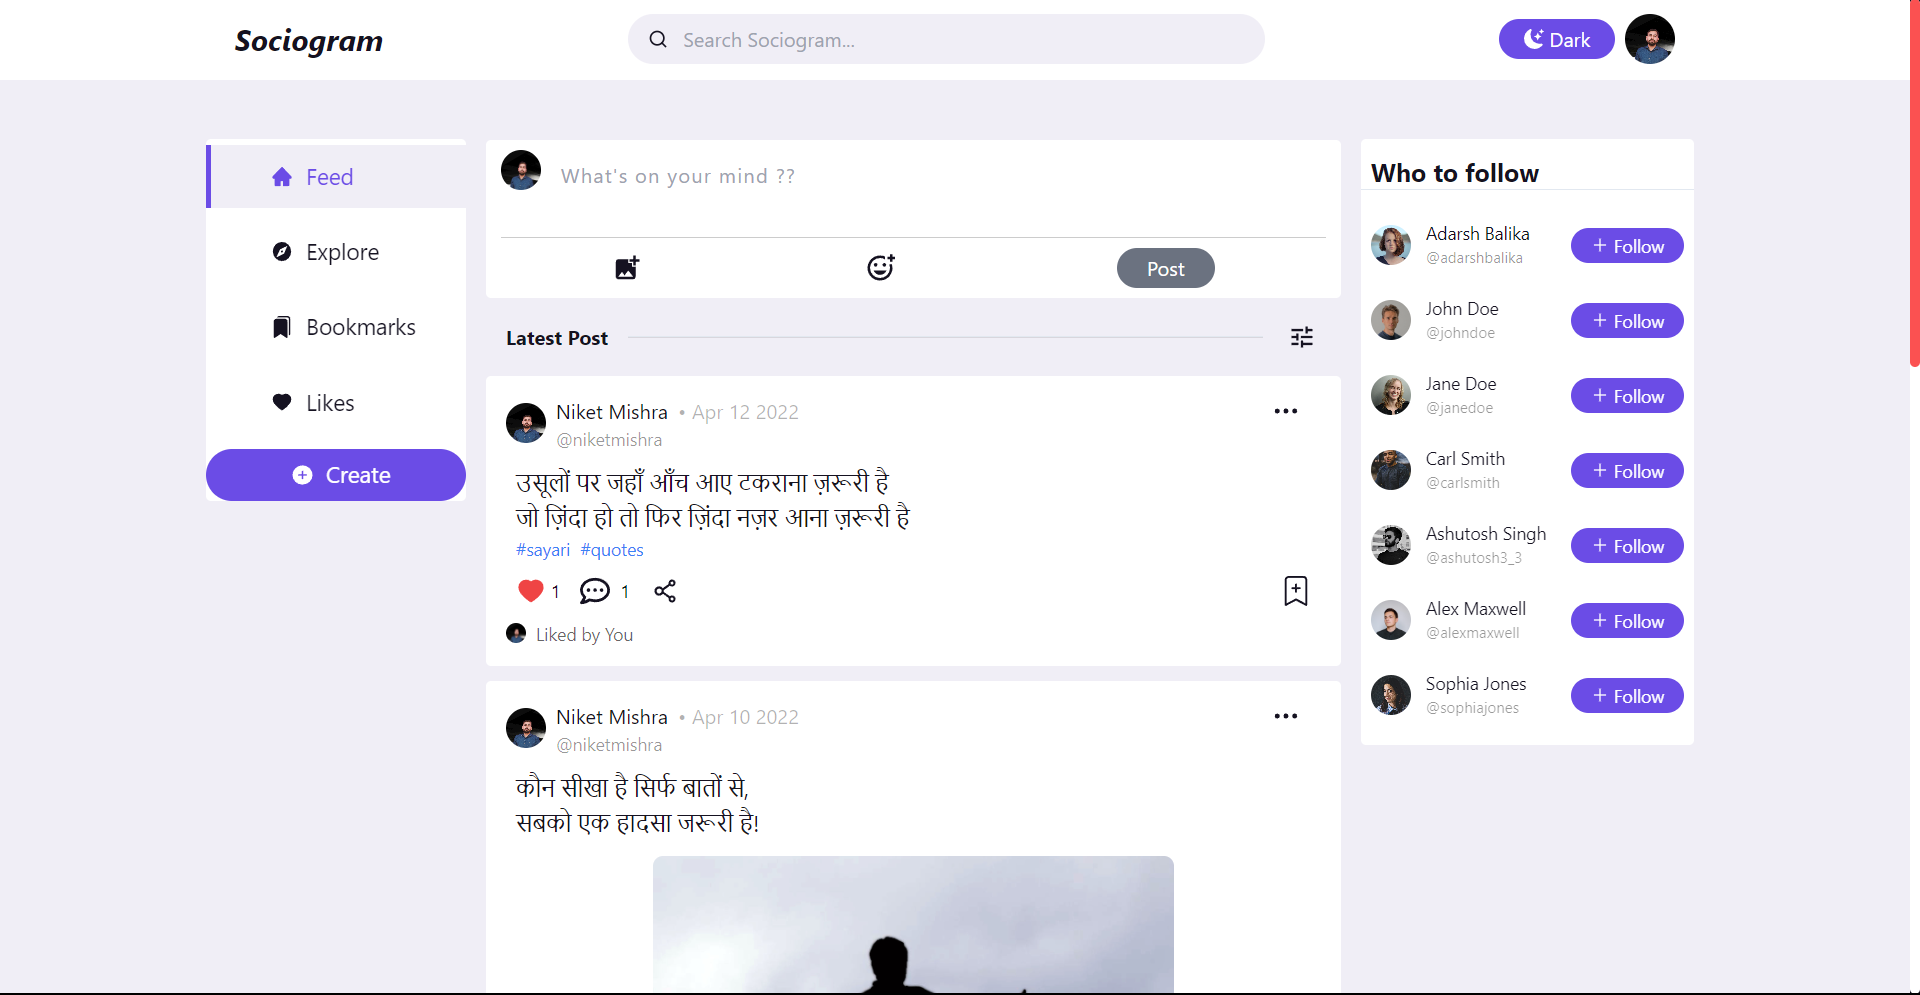 Sociogram
Search Sociogram...
Dark
Feed
Explore
Bookmarks
Likes
Create
What's on your mind ??
Post
Latest Post
Niket Mishra • Apr 12 2022
@niketmishra
उसूलों पर जहाँ आँच आए टकराना ज़रूरी है
जो ज़िंदा हो तो फिर ज़िंदा नज़र आना ज़रूरी है
#sayari #quotes
1 1
Liked by You
Niket Mishra • Apr 10 2022
@niketmishra
कौन सीखा है सिर्फ बातों से,
सबको एक हादसा जरूरी है!
Who to follow
Adarsh Balika
@adarshbalika
+ Follow
John Doe
@johndoe
+ Follow
Jane Doe
@janedoe
+ Follow
Carl Smith
@carlsmith
+ Follow
Ashutosh Singh
@ashutosh3_3
+ Follow
Alex Maxwell
@alexmaxwell
+ Follow
Sophia Jones
@sophiajones
+ Follow